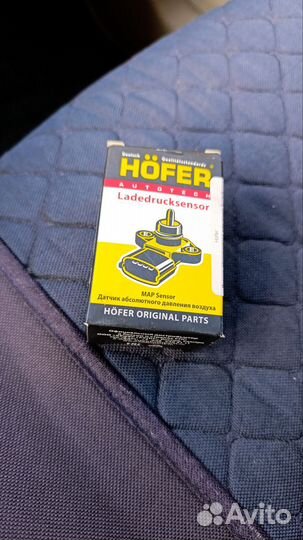 Deutsch Qualitätsstandards
HÖFER
AUTOTECH
Ladedrucksensor
MAP Sensor
Датчик абсолютного давления воздуха
HÖFER ORIGINAL PARTS
Avito